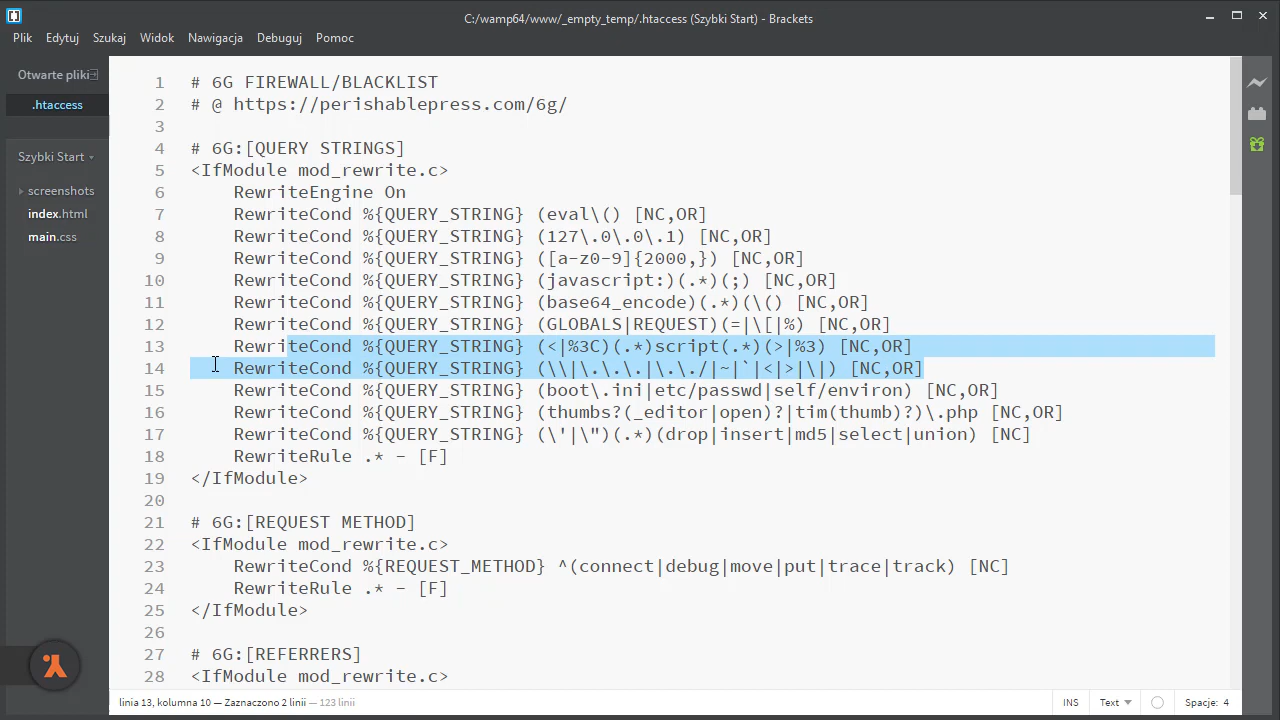 C:/wamp64/www/_empty_temp/.htaccess (Szybki Start) - Brackets
Plik Edytuj Szukaj Widok Nawigacja Debuguj Pomoc
Otwarte pliki
.htaccess
Szybki Start
screenshots
index.html
main.css
1 # 6G FIREWALL/BLACKLIST
2 # @ https://perishablepress.com/6g/
3
4 # 6G:[QUERY STRINGS]
5 <IfModule mod_rewrite.c>
6 RewriteEngine On
7 RewriteCond %{QUERY_STRING} (eval\() [NC,OR]
8 RewriteCond %{QUERY_STRING} (127\.0\.0\.1) [NC,OR]
9 RewriteCond %{QUERY_STRING} ([a-z0-9]{2000,}) [NC,OR]
10 RewriteCond %{QUERY_STRING} (javascript:)(.*)(;) [NC,OR]
11 RewriteCond %{QUERY_STRING} (base64_encode)(.*)(\() [NC,OR]
12 RewriteCond %{QUERY_STRING} (GLOBALS|REQUEST)(=|\[|%) [NC,OR]
13 RewriteCond %{QUERY_STRING} (<|%3C)(.*)script(.*)(>|%3) [NC,OR]
14 RewriteCond %{QUERY_STRING} (\\|\.\.\.|\.\./|~|`|<|>|\|) [NC,OR]
15 RewriteCond %{QUERY_STRING} (boot\.ini|etc/passwd|self/environ) [NC,OR]
16 RewriteCond %{QUERY_STRING} (thumbs?(_editor|open)?|tim(thumb)?)\.php [NC,OR]
17 RewriteCond %{QUERY_STRING} (\'|\")(.*)(drop|insert|md5|select|union) [NC]
18 RewriteRule .* - [F]
19 </IfModule>
20
21 # 6G:[REQUEST METHOD]
22 <IfModule mod_rewrite.c>
23 RewriteCond %{REQUEST_METHOD} ^(connect|debug|move|put|trace|track) [NC]
24 RewriteRule .* - [F]
25 </IfModule>
26
27 # 6G:[REFERRERS]
28 <IfModule mod_rewrite.c>
linia 13, kolumna 10 — Zaznaczono 2 linii — 123 linii
INS Text Spacje: 4